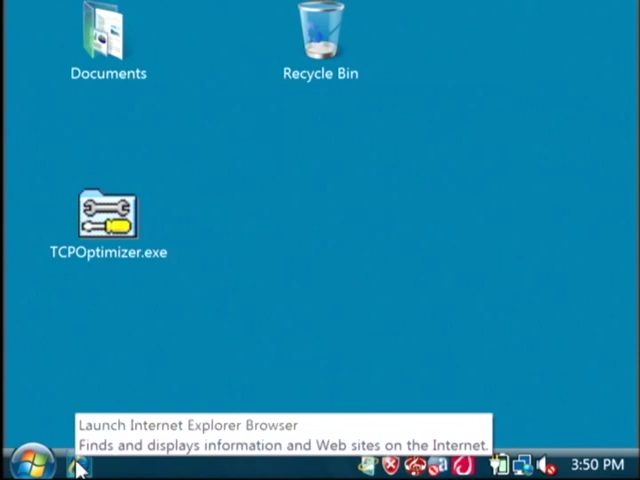 Documents
Recycle Bin
TCPOptimizer.exe
Launch Internet Explorer Browser
Finds and displays information and Web sites on the Internet.
3:50 PM